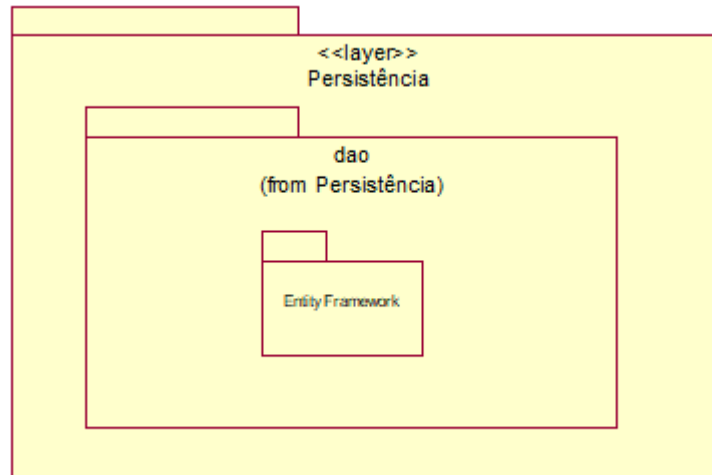 <<layer>>
Persistência
dao
(from Persistência)
Entity Framework